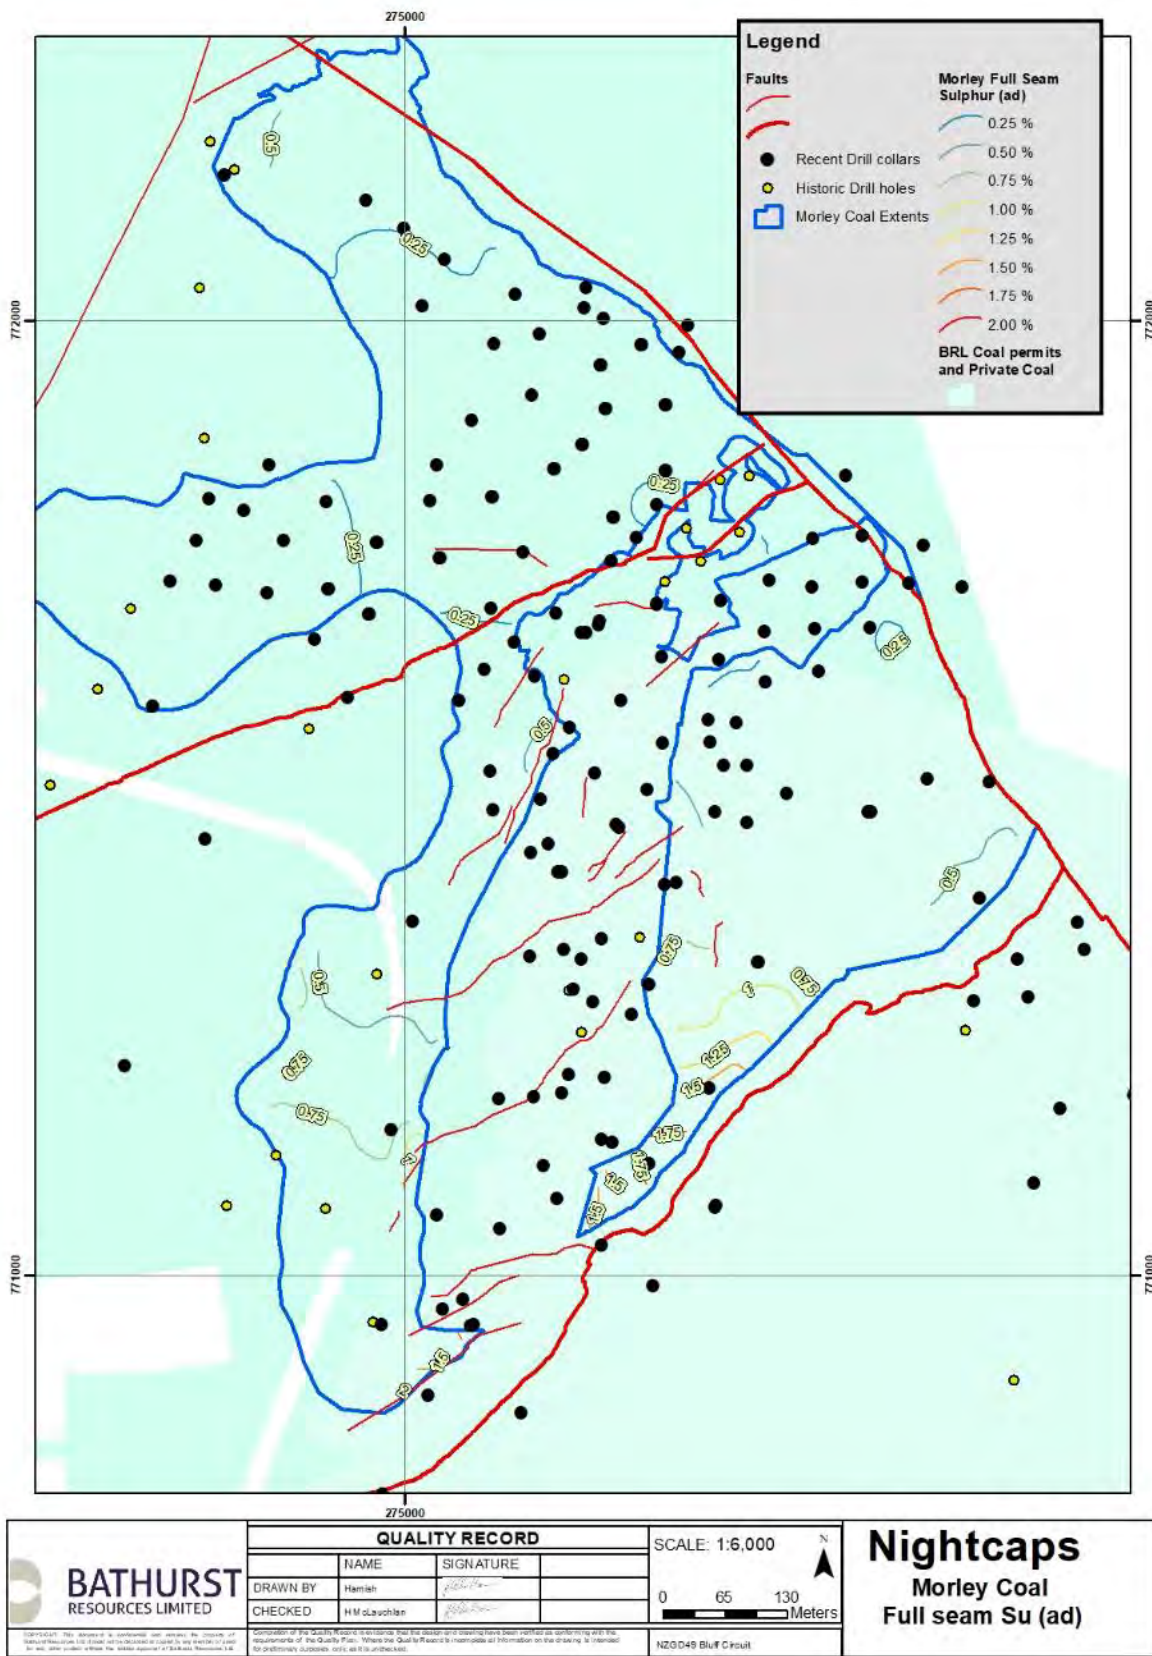 275000
Legend
Faults
Recent Drill collars
Historic Drill holes
Morley Coal Extents
Morley Full Seam
Sulphur (ad)
0.25 %
0.50 %
0.75 %
1.00 %
1.25 %
1.50 %
1.75 %
2.00 %
BRL Coal permits
and Private Coal
0.5
0.25
772000
772000
0.25
0.25
0.25
0.25
0.5
0.5
0.75
0.75
0.5
1
0.75
1.25
1.5
0.75
1
1.75
1.75
1.5
1.5
771000
771000
1.5
2
275000
BATHURST
RESOURCES LIMITED
QUALITY RECORD
NAME
SIGNATURE
DRAWN BY
Hamish
CHECKED
H McLauchlan
SCALE: 1:6,000
N
0 65 130
Meters
NZGD49 Bluff Circuit
Nightcaps
Morley Coal
Full seam Su (ad)